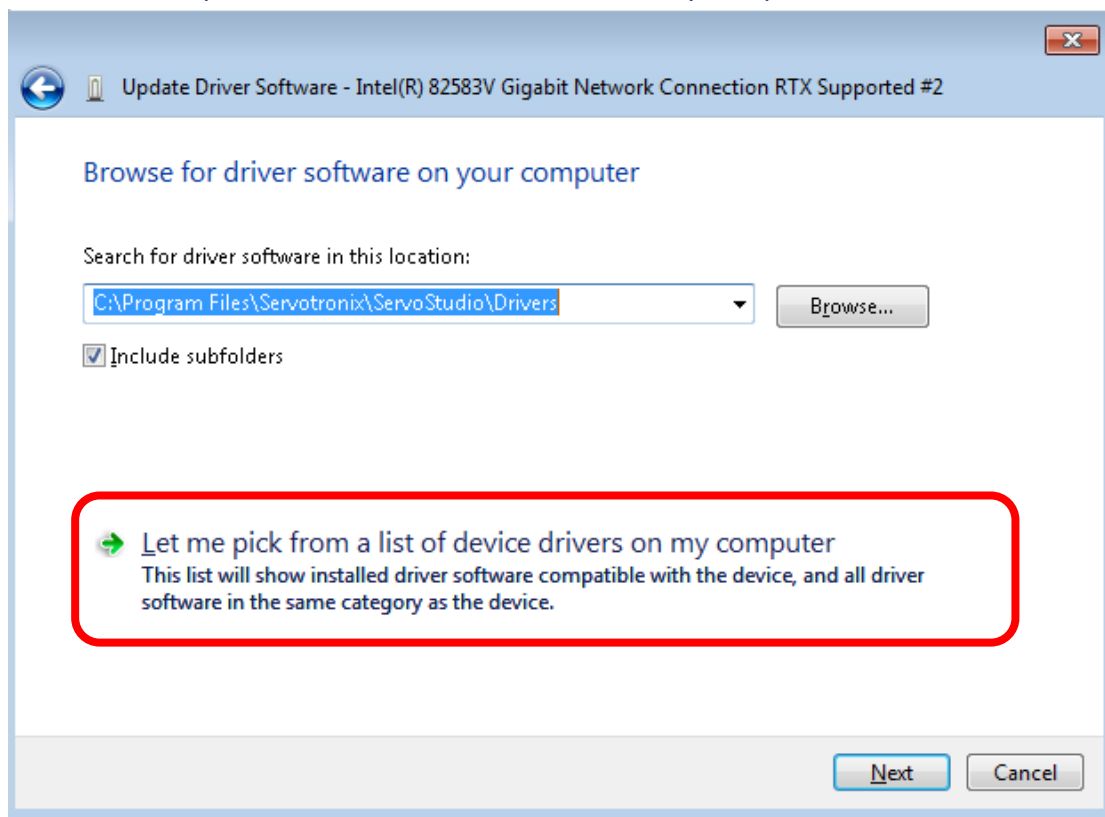 Update Driver Software - Intel(R) 82583V Gigabit Network Connection RTX Supported #2
Browse for driver software on your computer
Search for driver software in this location:
C:\Program Files\Servotronix\ServoStudio\Drivers
Browse...
Include subfolders
Let me pick from a list of device drivers on my computer
This list will show installed driver software compatible with the device, and all driver
software in the same category as the device.
Next
Cancel